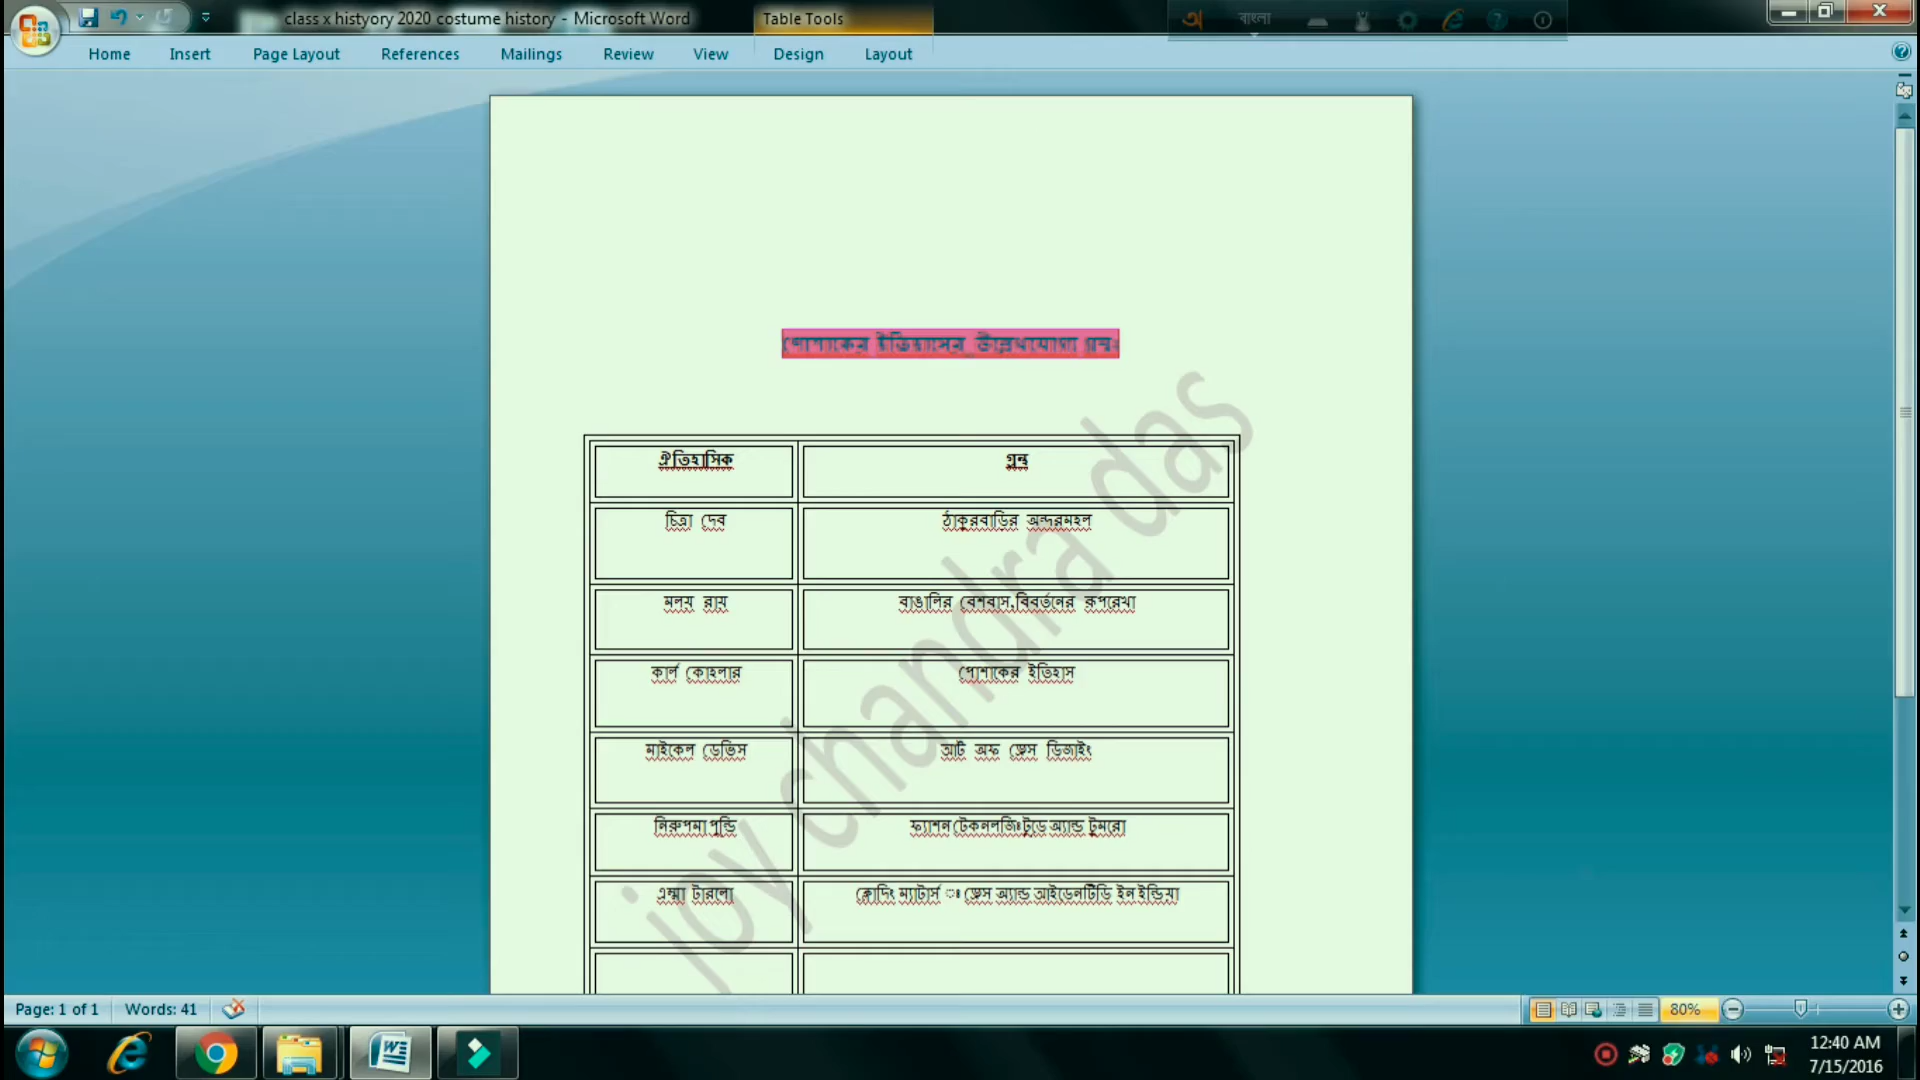 class x histyory 2020 costume history - Microsoft Word
Table Tools
বাংলা
Home Insert Page Layout References Mailings Review View Design Layout
পোশাকের ইতিহাসের উল্লেখযোগ্য গ্রন্থঃ
ঐতিহাসিক গ্রন্থ
চিত্রা দেব ঠাকুরবাড়ির অন্দরমহল
মলয় রায় বাঙালির বেশবাস,বিবর্তনের রূপরেখা
কার্ল কোহলার পোশাকের ইতিহাস
মাইকেল ডেভিস আর্ট অফ ড্রেস ডিজাইং
নিরুপমা পুন্ডি ফ্যাশন টেকনলজিঃটুডে অ্যান্ড টুমরো
এম্মা টারলো ক্লোদিং ম্যাটার্স ঃ ড্রেস অ্যান্ড আইডেনটিডি ইন ইন্ডিয়া
joy chandra das
Page: 1 of 1 Words: 41 80%
12:40 AM
7/15/2016